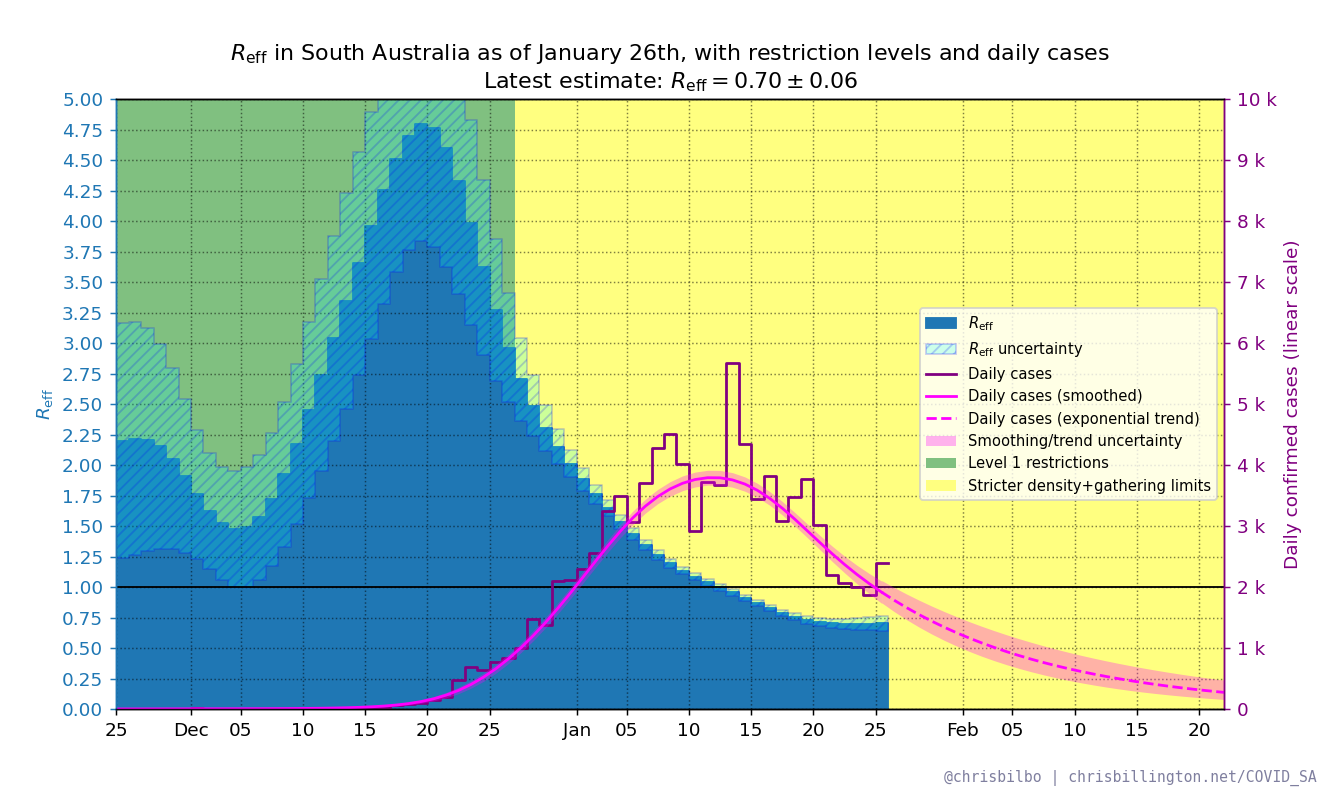 Reff in South Australia as of January 26th, with restriction levels and daily cases
Latest estimate: Reff = 0.70 ± 0.06
5.00
4.75
4.50
4.25
4.00
3.75
3.50
3.25
3.00
2.75
2.50
2.25
2.00
1.75
1.50
1.25
1.00
0.75
0.50
0.25
0.00
Reff
10 k
9 k
8 k
7 k
6 k
5 k
4 k
3 k
2 k
1 k
0
Daily confirmed cases (linear scale)
Reff
Reff uncertainty
Daily cases
Daily cases (smoothed)
Daily cases (exponential trend)
Smoothing/trend uncertainty
Level 1 restrictions
Stricter density+gathering limits
25 Dec 05 10 15 20 25 Jan 05 10 15 20 25 Feb 05 10 15 20
@chrisbilbo | chrisbillington.net/COVID_SA